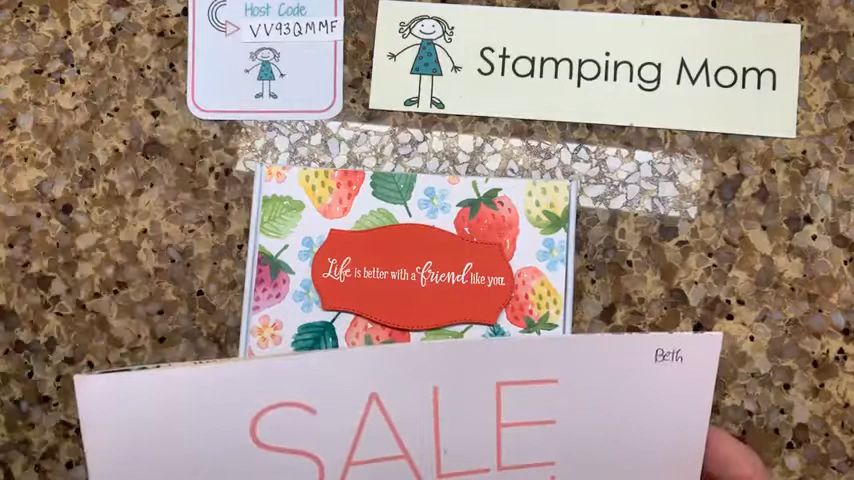 Host Code
VV93QMMF
Stamping Mom
Life is better with a friend like you.
Beth
SALE